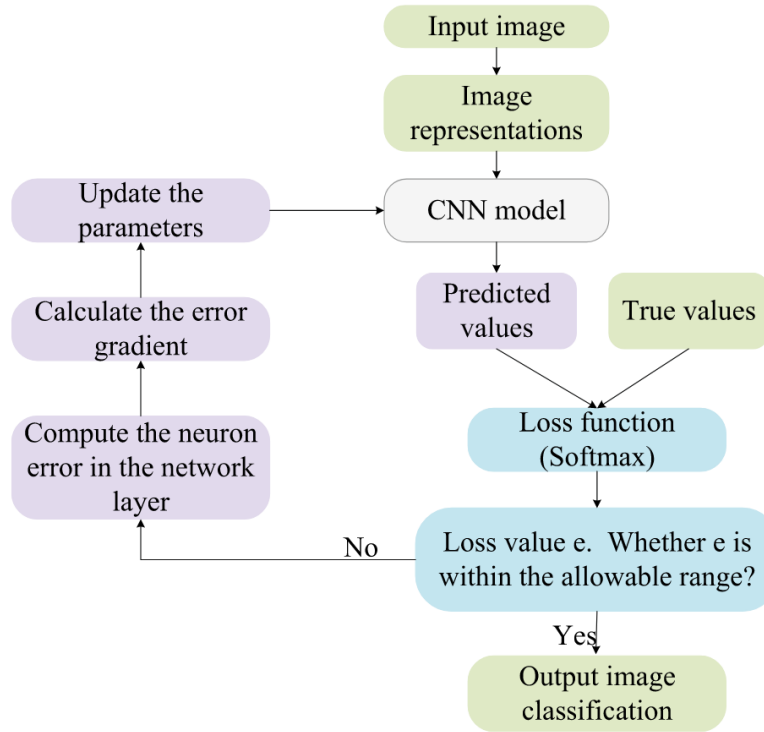 Input image
Image
representations
Update the
parameters
CNN model
Predicted
values
True values
Calculate the error
gradient
Loss function
(Softmax)
Compute the neuron
error in the network
layer
No
Loss value e. Whether e is
within the allowable range?
Yes
Output image
classification